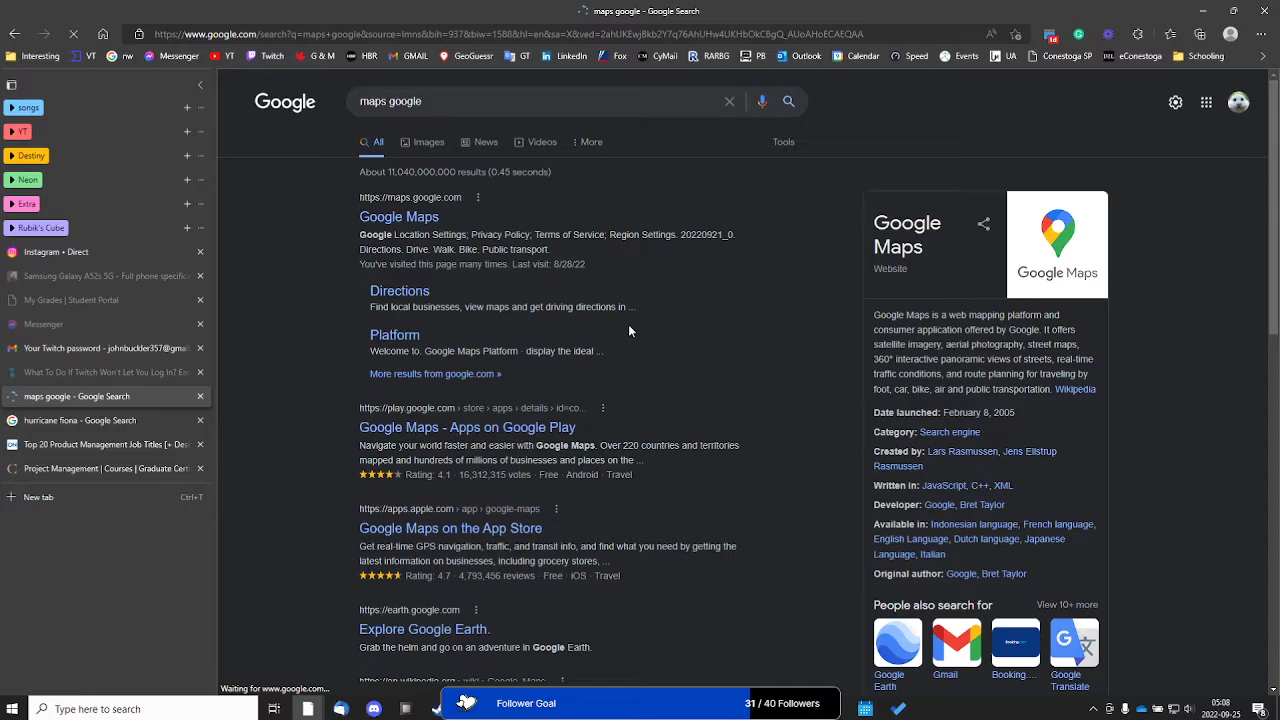 maps google - Google Search
https://www.google.com/search?q=maps+google&source=lmns&bih=937&biw=1588&hl=en&sa=X&ved=2ahUKEwjBkb2Y7q76AhUHw4UKHbOkC8gQ_AUoAHoECAEQAA
Interesting
VT
nw
Messenger
YT
Twitch
G & M
HBR
GMAIL
GeoGuessr
GT
LinkedIn
Fox
CyMail
RARBG
PB
Outlook
Calendar
Speed
Events
UA
Conestoga SP
eConestoga
Schooling
songs
YT
Destiny
Neon
Extra
Rubik's Cube
Instagram • Direct
Samsung Galaxy A52s 5G - Full phone specific
My Grades | Student Portal
Messenger
Your Twitch password - johnbuckler357@gmai
What To Do If Twitch Won't Let You Log In? Eas
maps google - Google Search
hurricane fiona - Google Search
Top 20 Product Management Job Titles [+ Des
Project Management | Courses | Graduate Certi
New tab
Ctrl+T
Google
maps google
All
Images
News
Videos
More
Tools
About 11,040,000,000 results (0.45 seconds)
https://maps.google.com
Google Maps
Google Location Settings; Privacy Policy; Terms of Service; Region Settings. 20220921_0.
Directions. Drive. Walk. Bike. Public transport.
You've visited this page many times. Last visit: 8/28/22
Directions
Find local businesses, view maps and get driving directions in ...
Platform
Welcome to. Google Maps Platform · display the ideal ...
More results from google.com »
https://play.google.com › store › apps › details › id=co...
Google Maps - Apps on Google Play
Navigate your world faster and easier with Google Maps. Over 220 countries and territories
mapped and hundreds of millions of businesses and places on the ...
Rating: 4.1 · 16,312,315 votes · Free · Android · Travel
https://apps.apple.com › app › google-maps
Google Maps on the App Store
Get real-time GPS navigation, traffic, and transit info, and find what you need by getting the
latest information on businesses, including grocery stores, ...
Rating: 4.7 · 4,793,456 reviews · Free · iOS · Travel
https://earth.google.com
Explore Google Earth.
Grab the helm and go on an adventure in Google Earth.
https://en.wikipedia.org › wiki › Google_Maps
Google
Maps
Website
Google Maps
Google Maps is a web mapping platform and
consumer application offered by Google. It offers
satellite imagery, aerial photography, street maps,
360° interactive panoramic views of streets, real-time
traffic conditions, and route planning for traveling by
foot, car, bike, air and public transportation. Wikipedia
Date launched: February 8, 2005
Category: Search engine
Created by: Lars Rasmussen, Jens Eilstrup
Rasmussen
Written in: JavaScript, C++, XML
Developer: Google, Bret Taylor
Available in: Indonesian language, French language,
English Language, Dutch language, Japanese
Language, Italian
Original author: Google, Bret Taylor
People also search for
View 10+ more
Booking.com
Google
Earth
Gmail
Booking....
Google
Translate
Waiting for www.google.com...
Type here to search
Follower Goal
31 / 40 Followers
05:08
2022-09-25